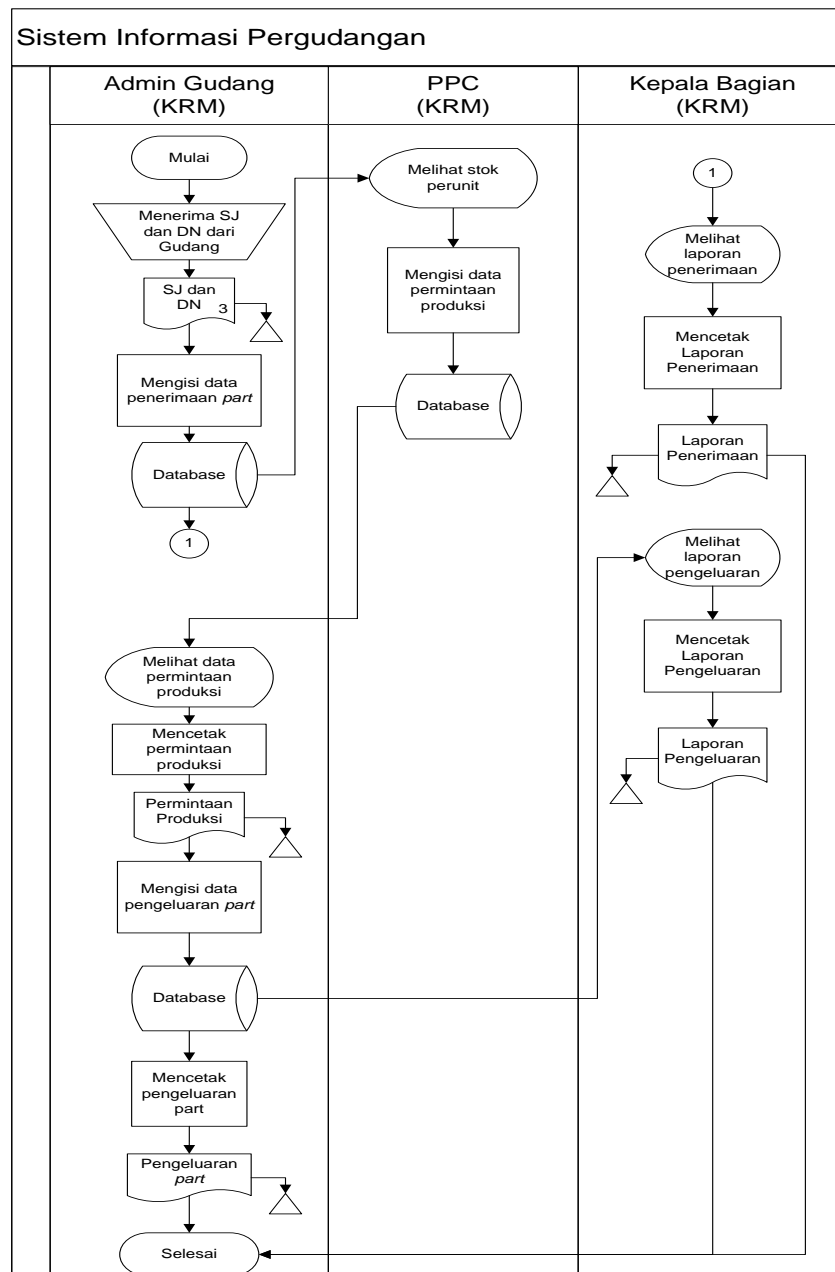 Sistem Informasi Pergudangan
Admin Gudang
(KRM)
PPC
(KRM)
Kepala Bagian
(KRM)
Mulai
Menerima SJ
dan DN dari
Gudang
SJ dan
DN
3
Mengisi data
penerimaan part
Database
1
Melihat data
permintaan
produksi
Mencetak
permintaan
produksi
Permintaan
Produksi
Mengisi data
pengeluaran part
Database
Mencetak
pengeluaran
part
Pengeluaran
part
Selesai
Melihat stok
perunit
Mengisi data
permintaan
produksi
Database
1
Melihat
laporan
penerimaan
Mencetak
Laporan
Penerimaan
Laporan
Penerimaan
Melihat
laporan
pengeluaran
Mencetak
Laporan
Pengeluaran
Laporan
Pengeluaran